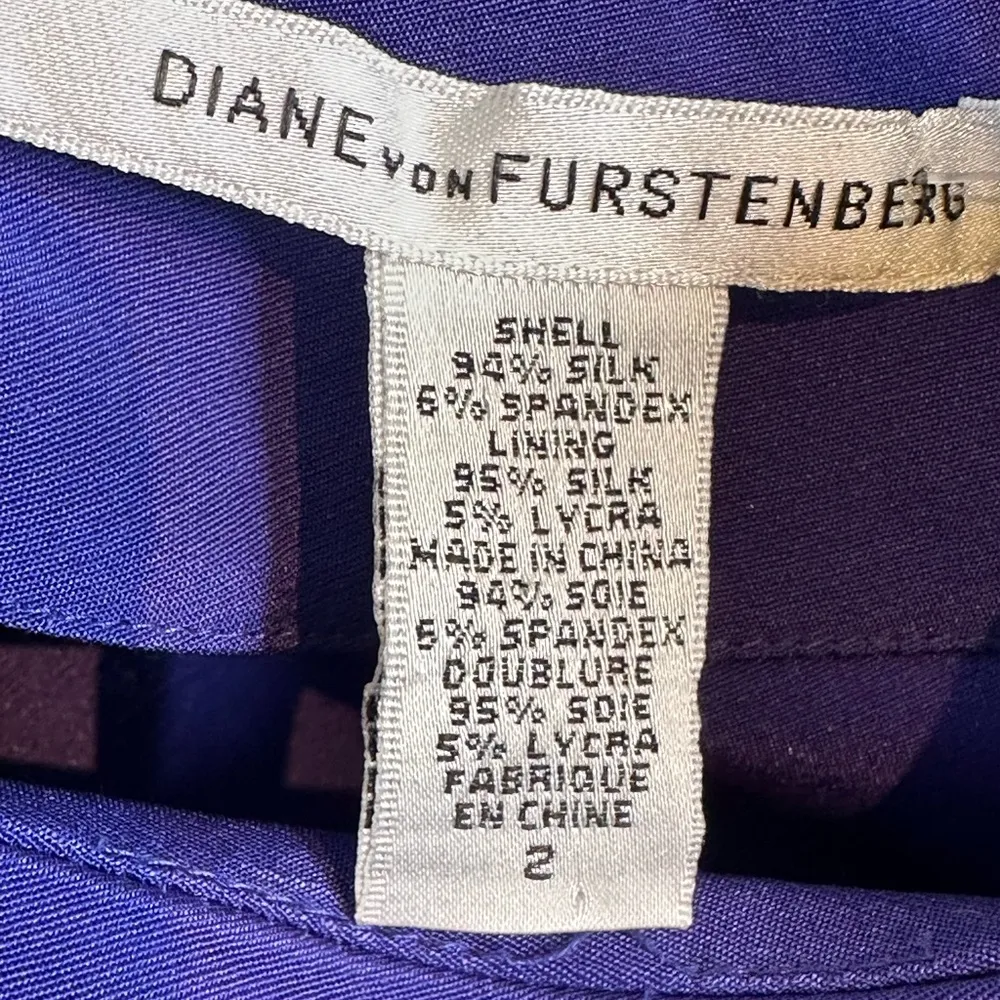 DIANE VON FURSTENBERG
SHELL
94% SILK
6% SPANDEX
LINING
95% SILK
5% LYCRA
MADE IN CHINA
94% SOIE
6% SPANDEX
DOUBLURE
95% SOIE
5% LYCRA
FABRIQUE
EN CHINE
2